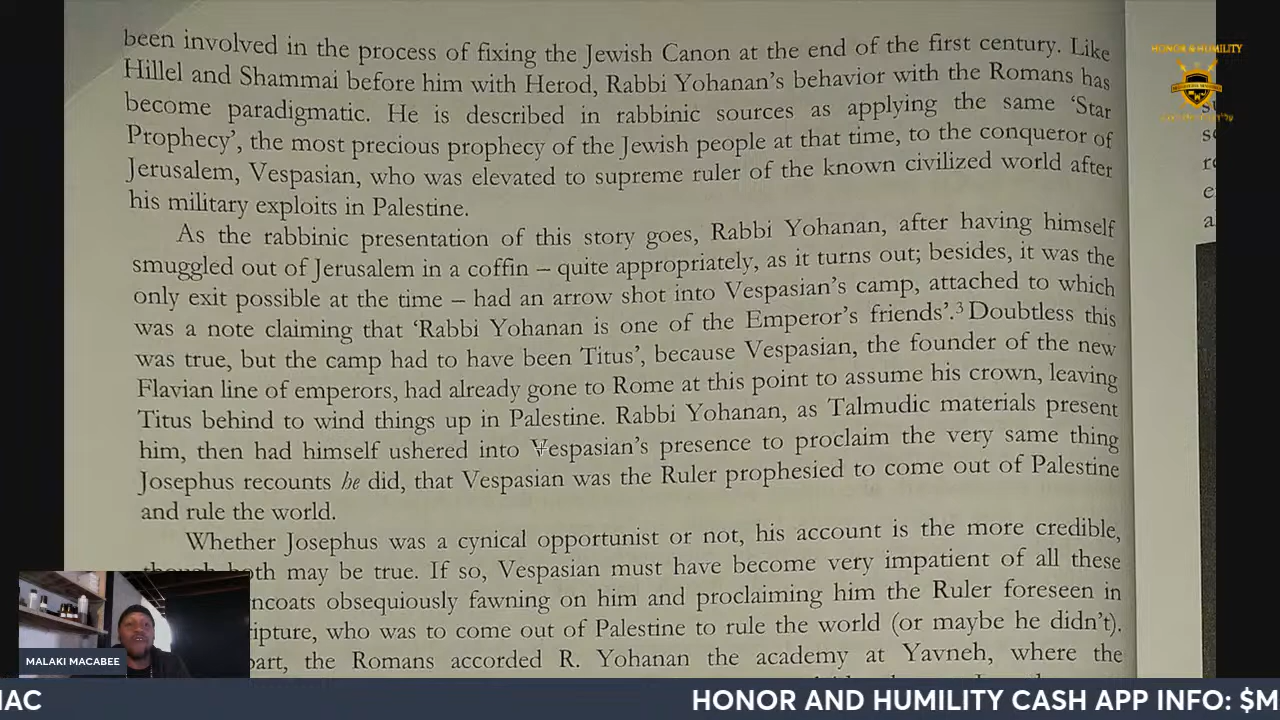 been involved in the process of fixing the Jewish Canon at the end of the first century. Like
Hillel and Shammai before him with Herod, Rabbi Yohanan's behavior with the Romans has
become paradigmatic. He is described in rabbinic sources as applying the same 'Star
Prophecy', the most precious prophecy of the Jewish people at that time, to the conqueror of
Jerusalem, Vespasian, who was elevated to supreme ruler of the known civilized world after
his military exploits in Palestine.
As the rabbinic presentation of this story goes, Rabbi Yohanan, after having himself
smuggled out of Jerusalem in a coffin – quite appropriately, as it turns out; besides, it was the
only exit possible at the time – had an arrow shot into Vespasian's camp, attached to which
was a note claiming that 'Rabbi Yohanan is one of the Emperor's friends'.³ Doubtless this
was true, but the camp had to have been Titus', because Vespasian, the founder of the new
Flavian line of emperors, had already gone to Rome at this point to assume his crown, leaving
Titus behind to wind things up in Palestine. Rabbi Yohanan, as Talmudic materials present
him, then had himself ushered into Vespasian's presence to proclaim the very same thing
Josephus recounts he did, that Vespasian was the Ruler prophesied to come out of Palestine
and rule the world.
Whether Josephus was a cynical opportunist or not, his account is the more credible,
though both may be true. If so, Vespasian must have become very impatient of all these
ncoats obsequiously fawning on him and proclaiming him the Ruler foreseen in
ripture, who was to come out of Palestine to rule the world (or maybe he didn't).
part, the Romans accorded R. Yohanan the academy at Yavneh, where the
HONOR & HUMILITY
MALAKI MACABEE
IAC
HONOR AND HUMILITY CASH APP INFO: $M